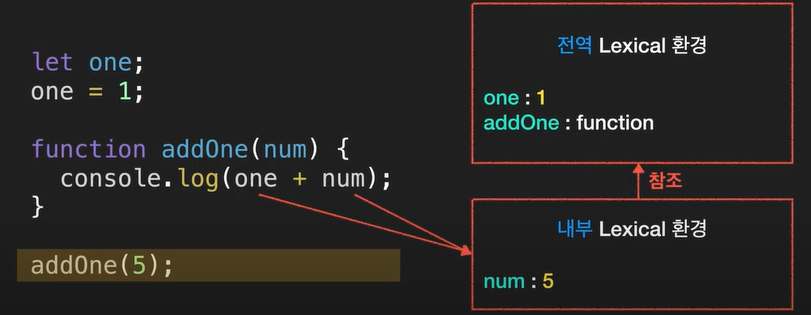 let one;
one = 1;
function addOne(num) {
console.log(one + num);
}
addOne(5);
전역 Lexical 환경
one : 1
addOne : function
참조
내부 Lexical 환경
num : 5